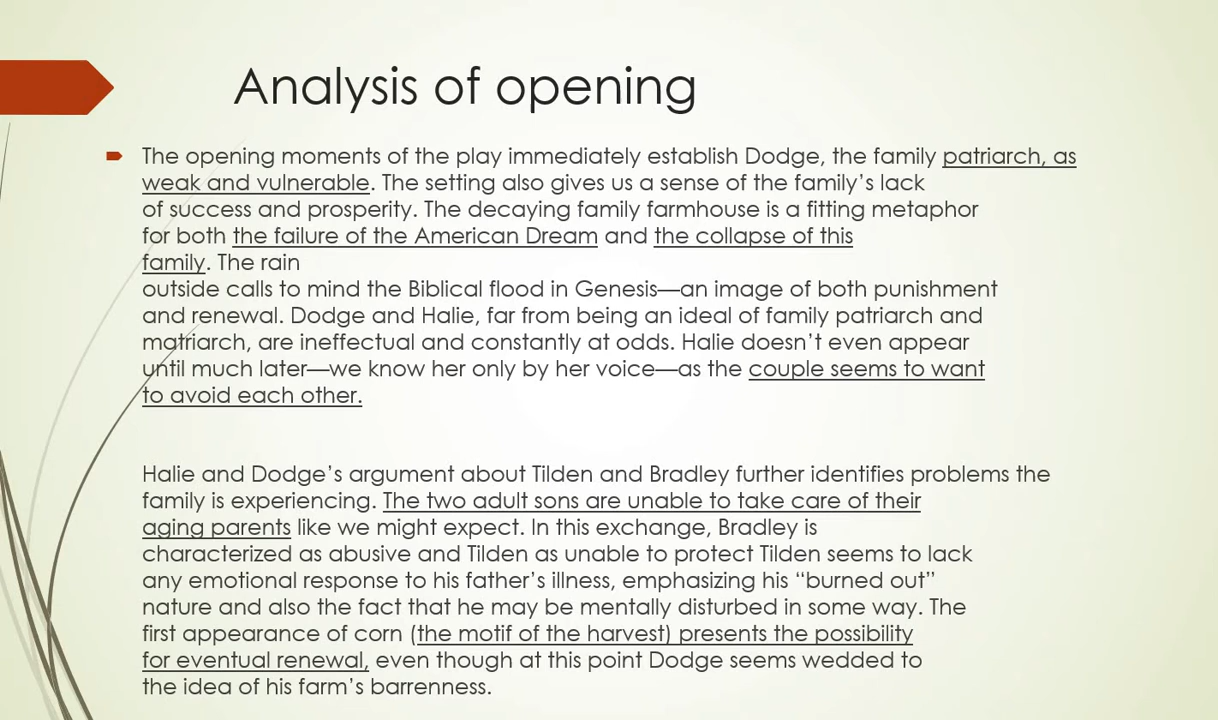 Analysis of opening
The opening moments of the play immediately establish Dodge, the family patriarch, as
weak and vulnerable. The setting also gives us a sense of the family’s lack
of success and prosperity. The decaying family farmhouse is a fitting metaphor
for both the failure of the American Dream and the collapse of this
family. The rain
outside calls to mind the Biblical flood in Genesis—an image of both punishment
and renewal. Dodge and Halie, far from being an ideal of family patriarch and
matriarch, are ineffectual and constantly at odds. Halie doesn’t even appear
until much later—we know her only by her voice—as the couple seems to want
to avoid each other.
Halie and Dodge’s argument about Tilden and Bradley further identifies problems the
family is experiencing. The two adult sons are unable to take care of their
aging parents like we might expect. In this exchange, Bradley is
characterized as abusive and Tilden as unable to protect Tilden seems to lack
any emotional response to his father’s illness, emphasizing his “burned out”
nature and also the fact that he may be mentally disturbed in some way. The
first appearance of corn (the motif of the harvest) presents the possibility
for eventual renewal, even though at this point Dodge seems wedded to
the idea of his farm’s barrenness.